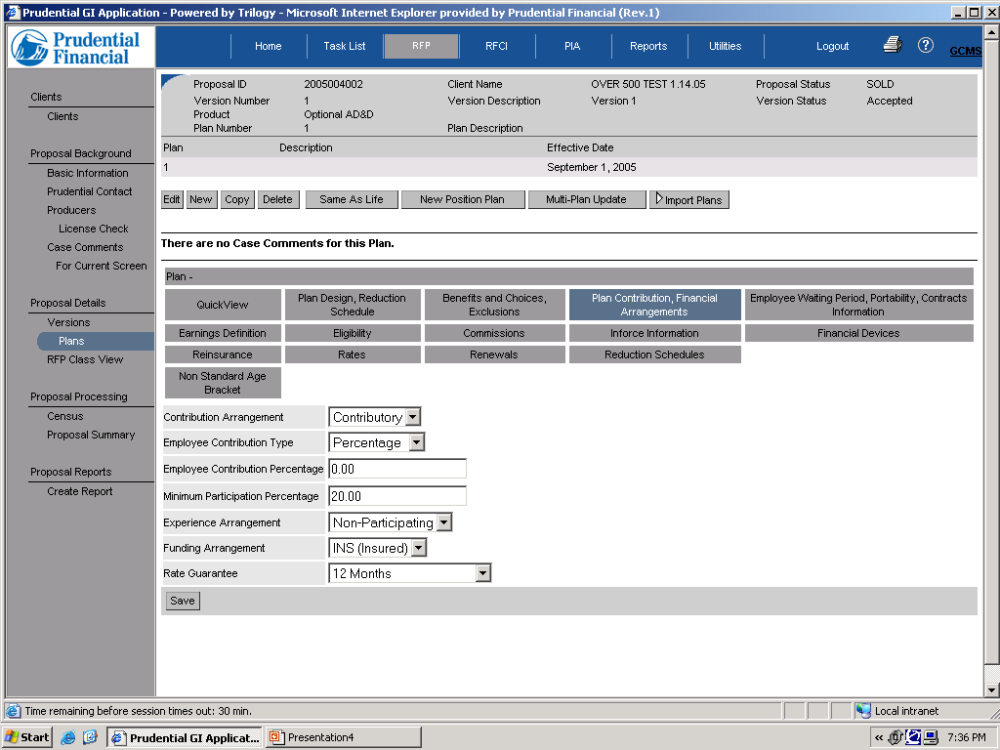 Prudential GI Application - Powered by Trilogy - Microsoft Internet Explorer provided by Prudential Financial (Rev.1)
Prudential Financial
Home Task List RFP RFCI PIA Reports Utilities Logout ? GCMS
Clients
Clients
Proposal Background
Basic Information
Prudential Contact
Producers
License Check
Case Comments
For Current Screen
Proposal Details
Versions
Plans
RFP Class View
Proposal Processing
Census
Proposal Summary
Proposal Reports
Create Report
Proposal ID 2005004002 Client Name OVER 500 TEST 1.14.05 Proposal Status SOLD
Version Number 1 Version Description Version 1 Version Status Accepted
Product Optional AD&D
Plan Number 1 Plan Description
Plan Description Effective Date
1 September 1, 2005
Edit New Copy Delete Same As Life New Position Plan Multi-Plan Update Import Plans
There are no Case Comments for this Plan.
Plan -
QuickView Plan Design, Reduction Schedule Benefits and Choices, Exclusions Plan Contribution, Financial Arrangements Employee Waiting Period, Portability, Contracts Information
Earnings Definition Eligibility Commissions Inforce Information Financial Devices
Reinsurance Rates Renewals Reduction Schedules
Non Standard Age Bracket
Contribution Arrangement Contributory
Employee Contribution Type Percentage
Employee Contribution Percentage 0.00
Minimum Participation Percentage 20.00
Experience Arrangement Non-Participating
Funding Arrangement INS (Insured)
Rate Guarantee 12 Months
Save
Time remaining before session times out: 30 min. Local intranet
Start Prudential GI Applicat... Presentation4 « 7:36 PM